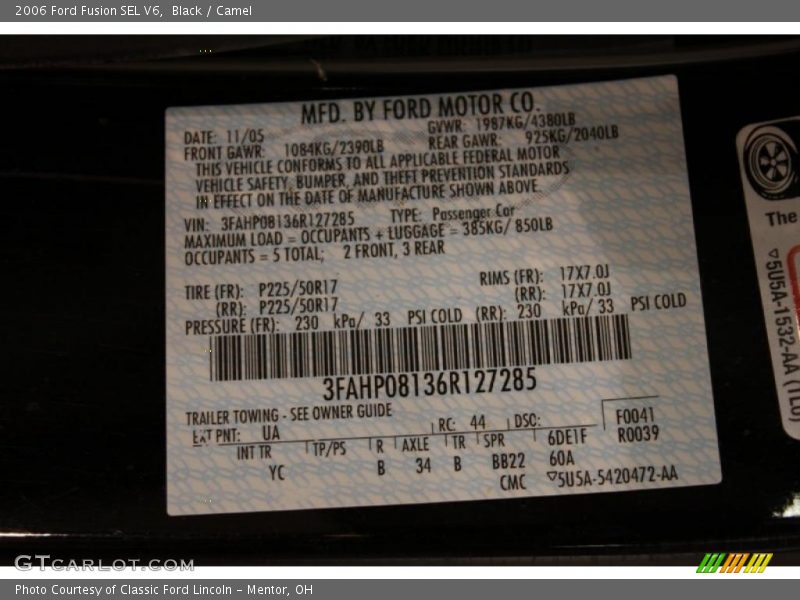 2006 Ford Fusion SEL V6,  Black / Camel
MFD. BY FORD MOTOR CO.
DATE: 11/05 GVWR: 1987KG/4380LB
FRONT GAWR: 1084KG/2390LB REAR GAWR: 925KG/2040LB
THIS VEHICLE CONFORMS TO ALL APPLICABLE FEDERAL MOTOR
VEHICLE SAFETY, BUMPER, AND THEFT PREVENTION STANDARDS
IN EFFECT ON THE DATE OF MANUFACTURE SHOWN ABOVE.
VIN: 3FAHP08136R127285 TYPE: Passenger Car
MAXIMUM LOAD = OCCUPANTS + LUGGAGE = 385KG/ 850LB
OCCUPANTS = 5 TOTAL; 2 FRONT, 3 REAR
TIRE (FR): P225/50R17 RIMS (FR): 17X7.0J
(RR): P225/50R17 (RR): 17X7.0J
PRESSURE (FR): 230 kPa/ 33 PSI COLD (RR): 230 kPa/ 33 PSI COLD
3FAHP08136R127285
TRAILER TOWING - SEE OWNER GUIDE
EXT PNT: UA RC: 44 DSO: F0041
INT TR TP/PS R AXLE TR SPR 6DE1F R0039
YC B 34 B BB22 60A
CMC ▽5U5A-5420472-AA
The
▽5U5A-1532-AA (TL0)
GTCARLOT.COM
Photo Courtesy of Classic Ford Lincoln – Mentor, OH